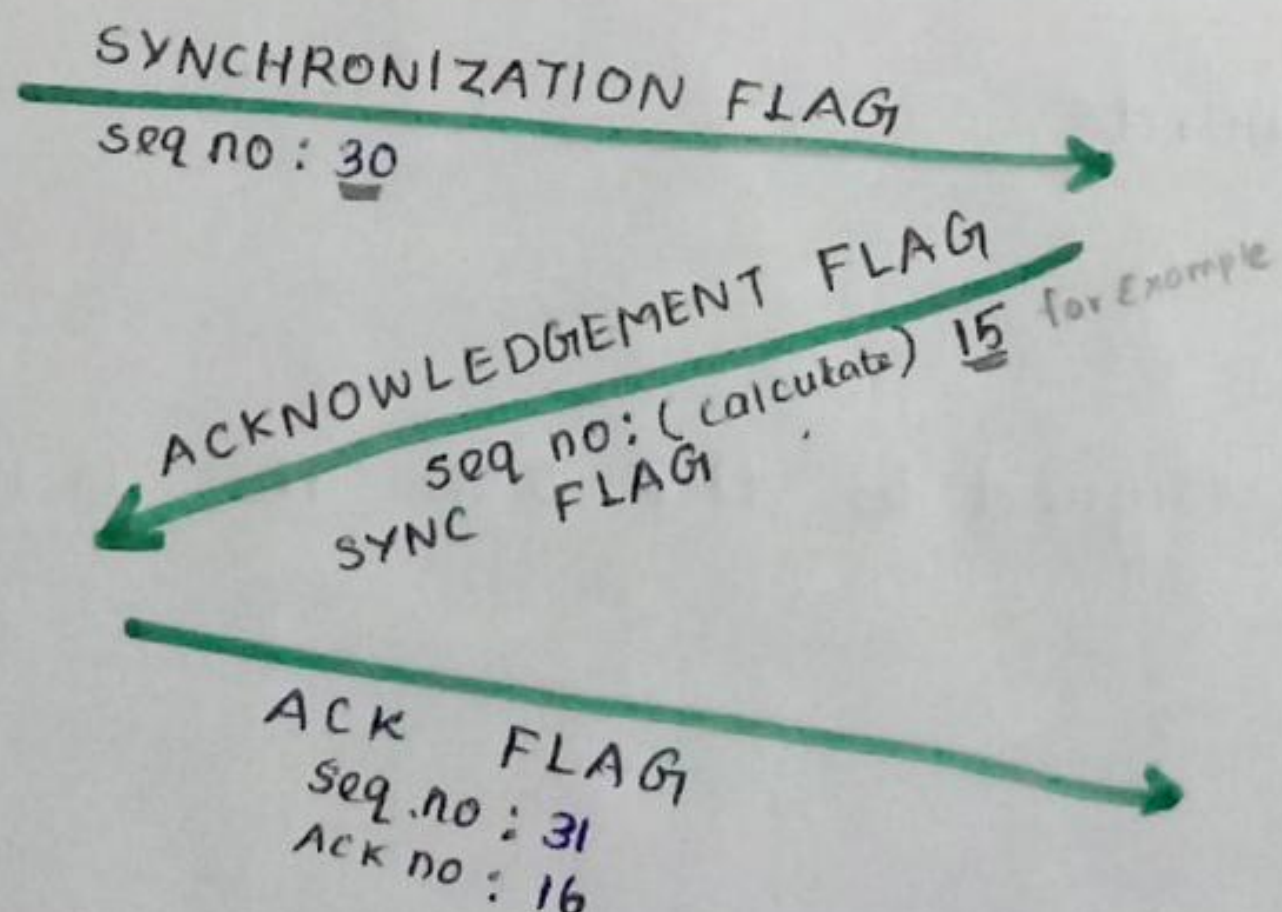 SYNCHRONIZATION FLAG
seq no : 30
ACKNOWLEDGEMENT FLAG
seq no: (calculate) 15 for Example
SYNC FLAG
ACK FLAG
seq.no : 31
ACK no : 16